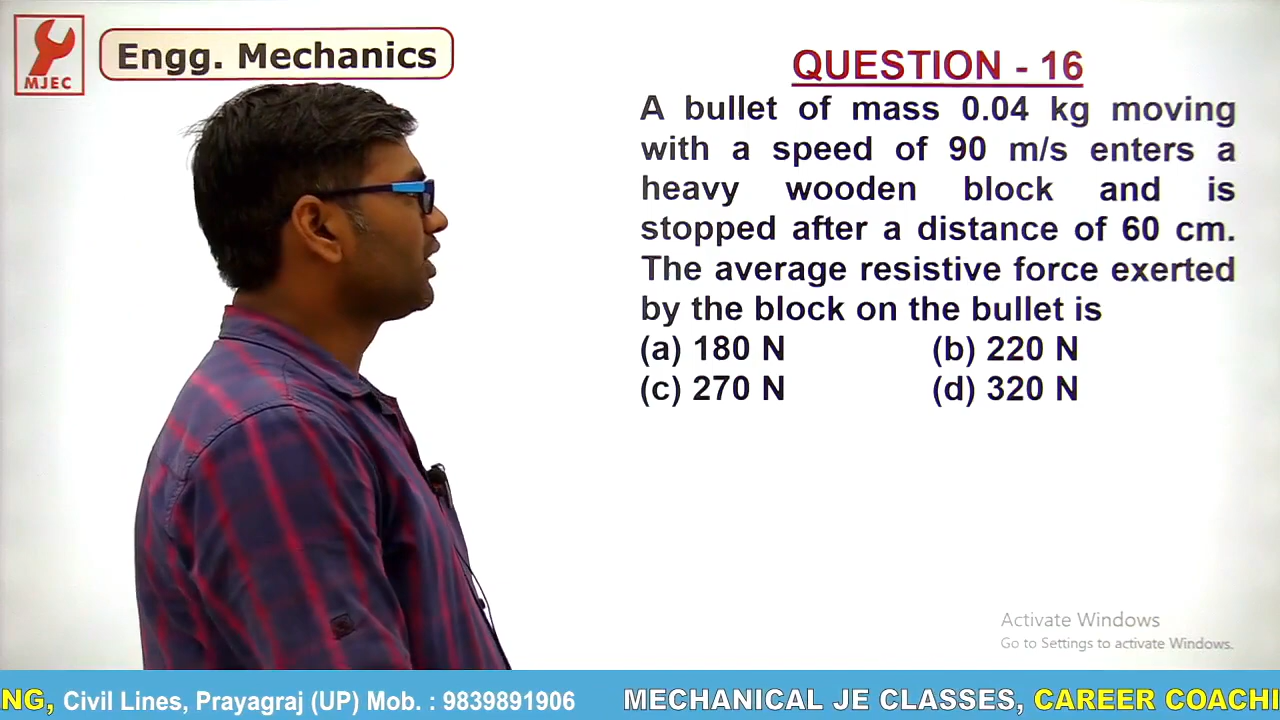 MJEC
Engg. Mechanics
QUESTION - 16
A bullet of mass 0.04 kg moving
with a speed of 90 m/s enters a
heavy wooden block and is
stopped after a distance of 60 cm.
The average resistive force exerted
by the block on the bullet is
(a) 180 N (b) 220 N
(c) 270 N (d) 320 N
Activate Windows
Go to Settings to activate Windows.
NG, Civil Lines, Prayagraj (UP) Mob. : 9839891906 MECHANICAL JE CLASSES, CAREER COACHI